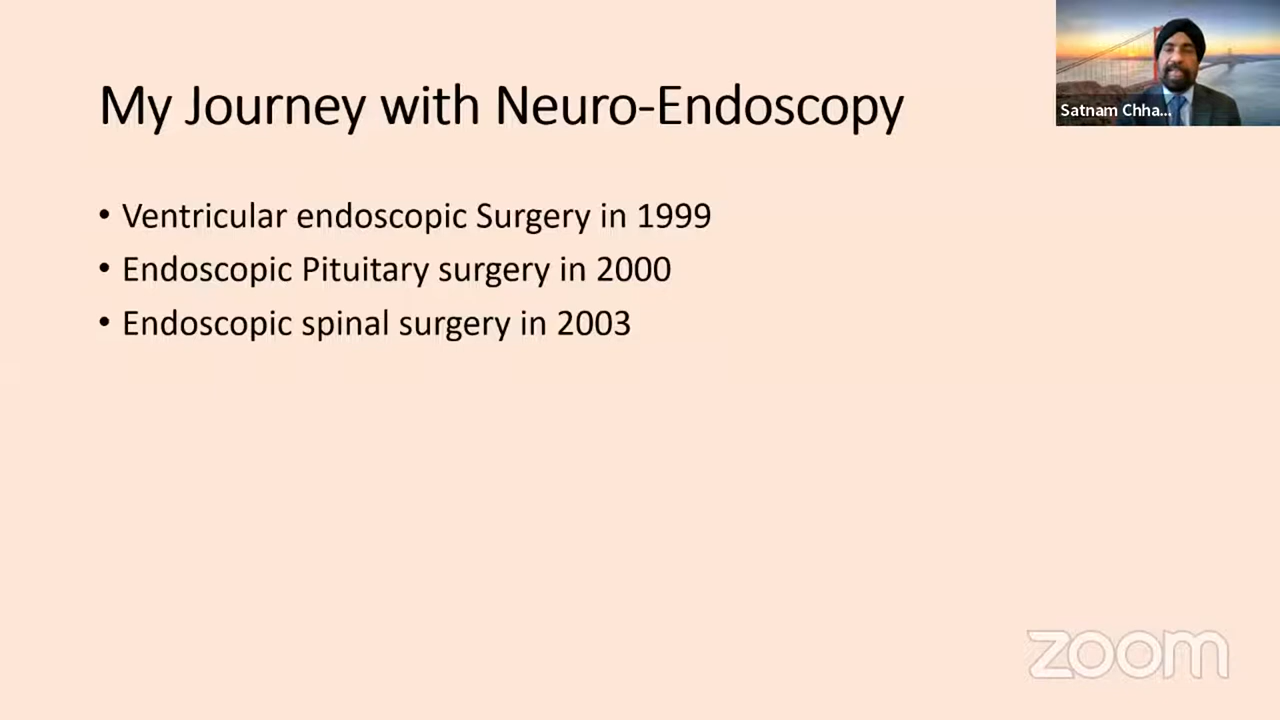 My Journey with Neuro-Endoscopy
Satnam Chha...
• Ventricular endoscopic Surgery in 1999
• Endoscopic Pituitary surgery in 2000
• Endoscopic spinal surgery in 2003
zoom